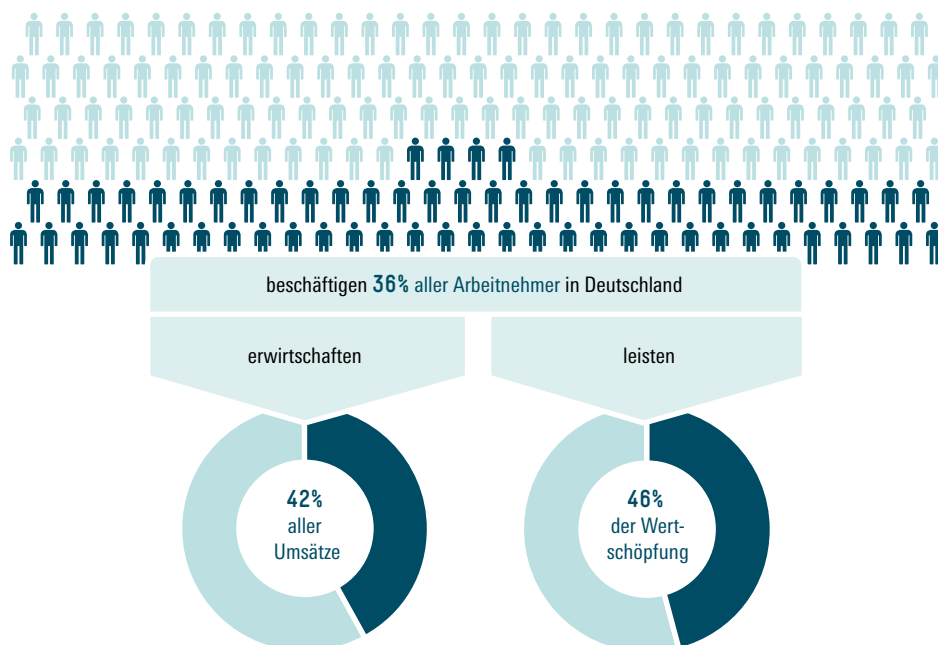 beschäftigen 36% aller Arbeitnehmer in Deutschland
erwirtschaften
leisten
42%
aller
Umsätze
46%
der Wert-
schöpfung